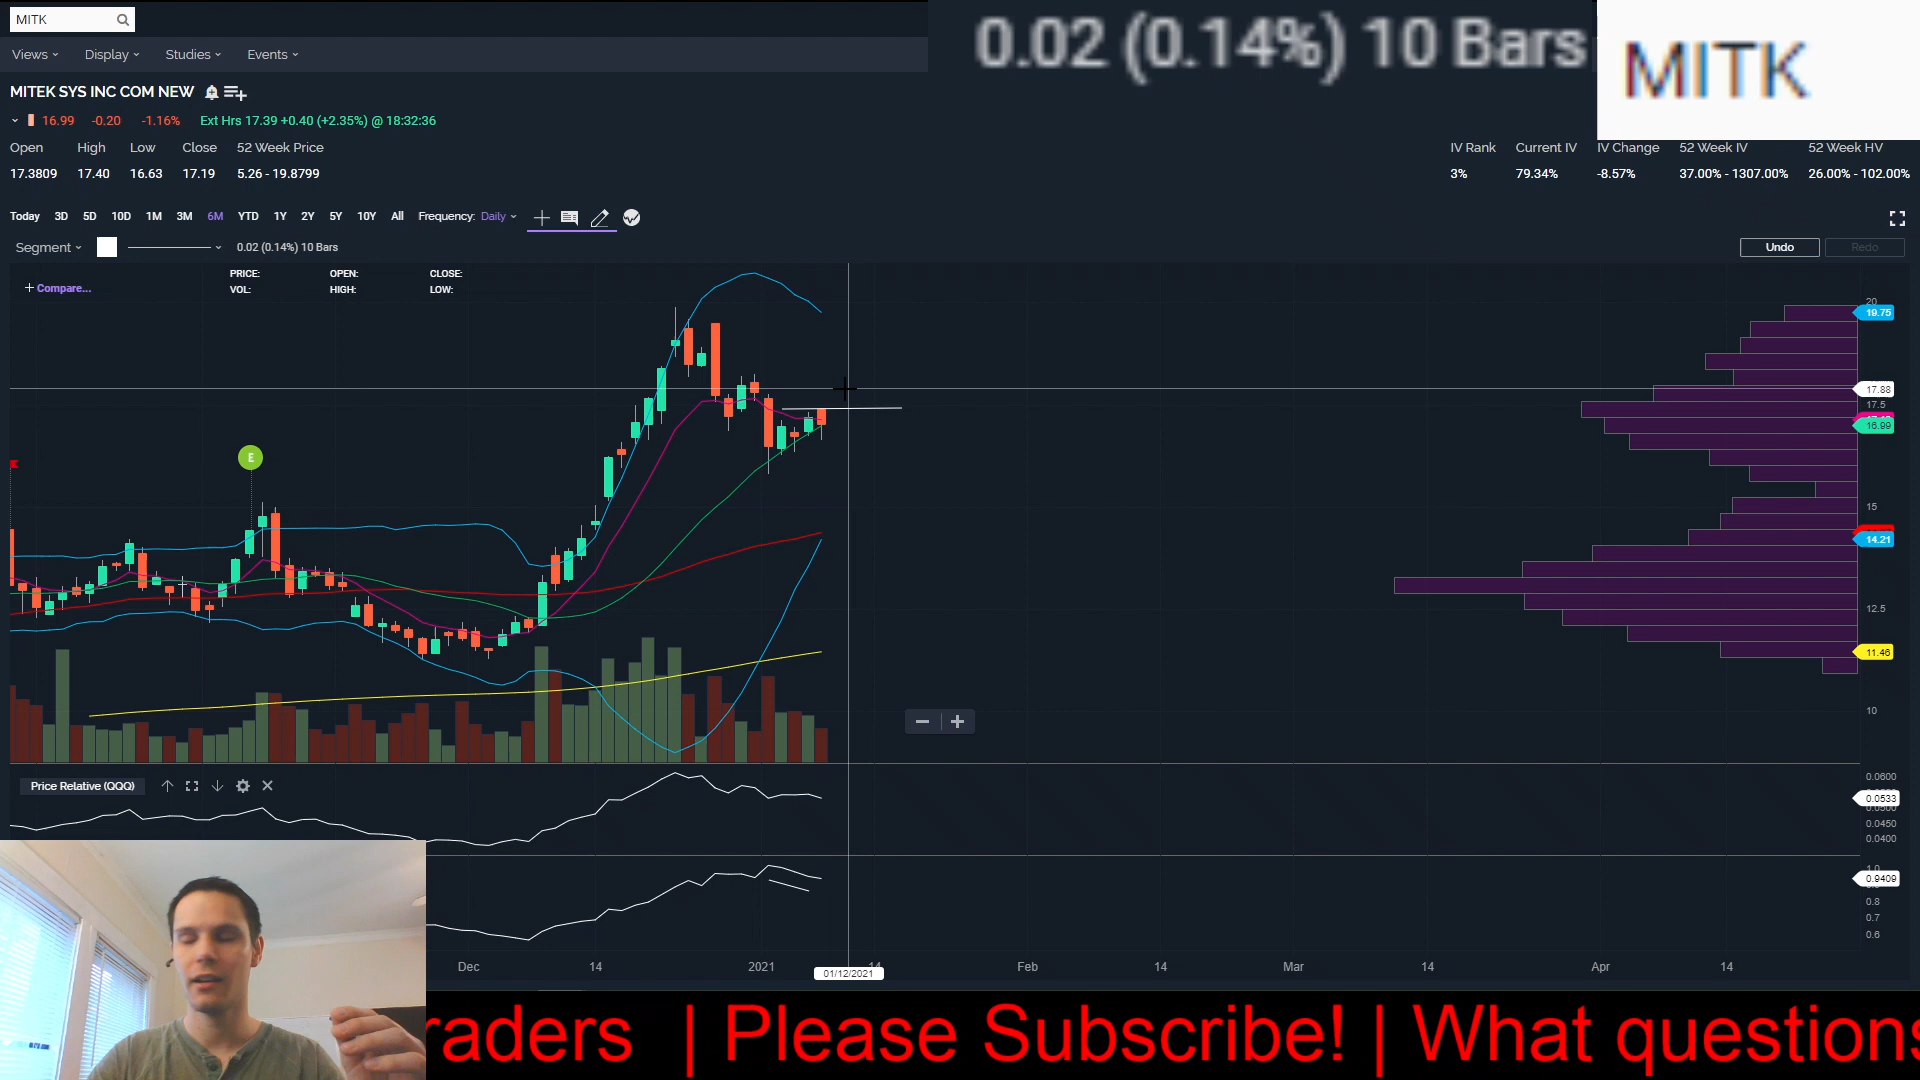 MITK
0.02 (0.14%) 10 Bars
MITK
Views Display Studies Events
MITEK SYS INC COM NEW
16.99 -0.20 -1.16% Ext Hrs 17.39 +0.40 (+2.35%) @ 18:32:36
Open High Low Close 52 Week Price
17.3809 17.40 16.63 17.19 5.26 - 19.8799
IV Rank Current IV IV Change 52 Week IV 52 Week HV
3% 79.34% -8.57% 37.00% - 1307.00% 26.00% - 102.00%
Today 3D 5D 10D 1M 3M 6M YTD 1Y 2Y 5Y 10Y All Frequency: Daily
Segment 0.02 (0.14%) 10 Bars
Undo Redo
PRICE: OPEN: CLOSE:
+ Compare...
VOL: HIGH: LOW:
20
19.75
17.88
17.5
16.99
E
15
14.21
12.5
11.46
10
Price Relative (QQQ)
0.0600
0.0533
0.0450
0.0400
1.0
0.9409
0.8
0.7
0.6
Dec 14 2021 14 Feb 14 Mar 14 Apr 14
01/12/2021
raders | Please Subscribe! | What questions